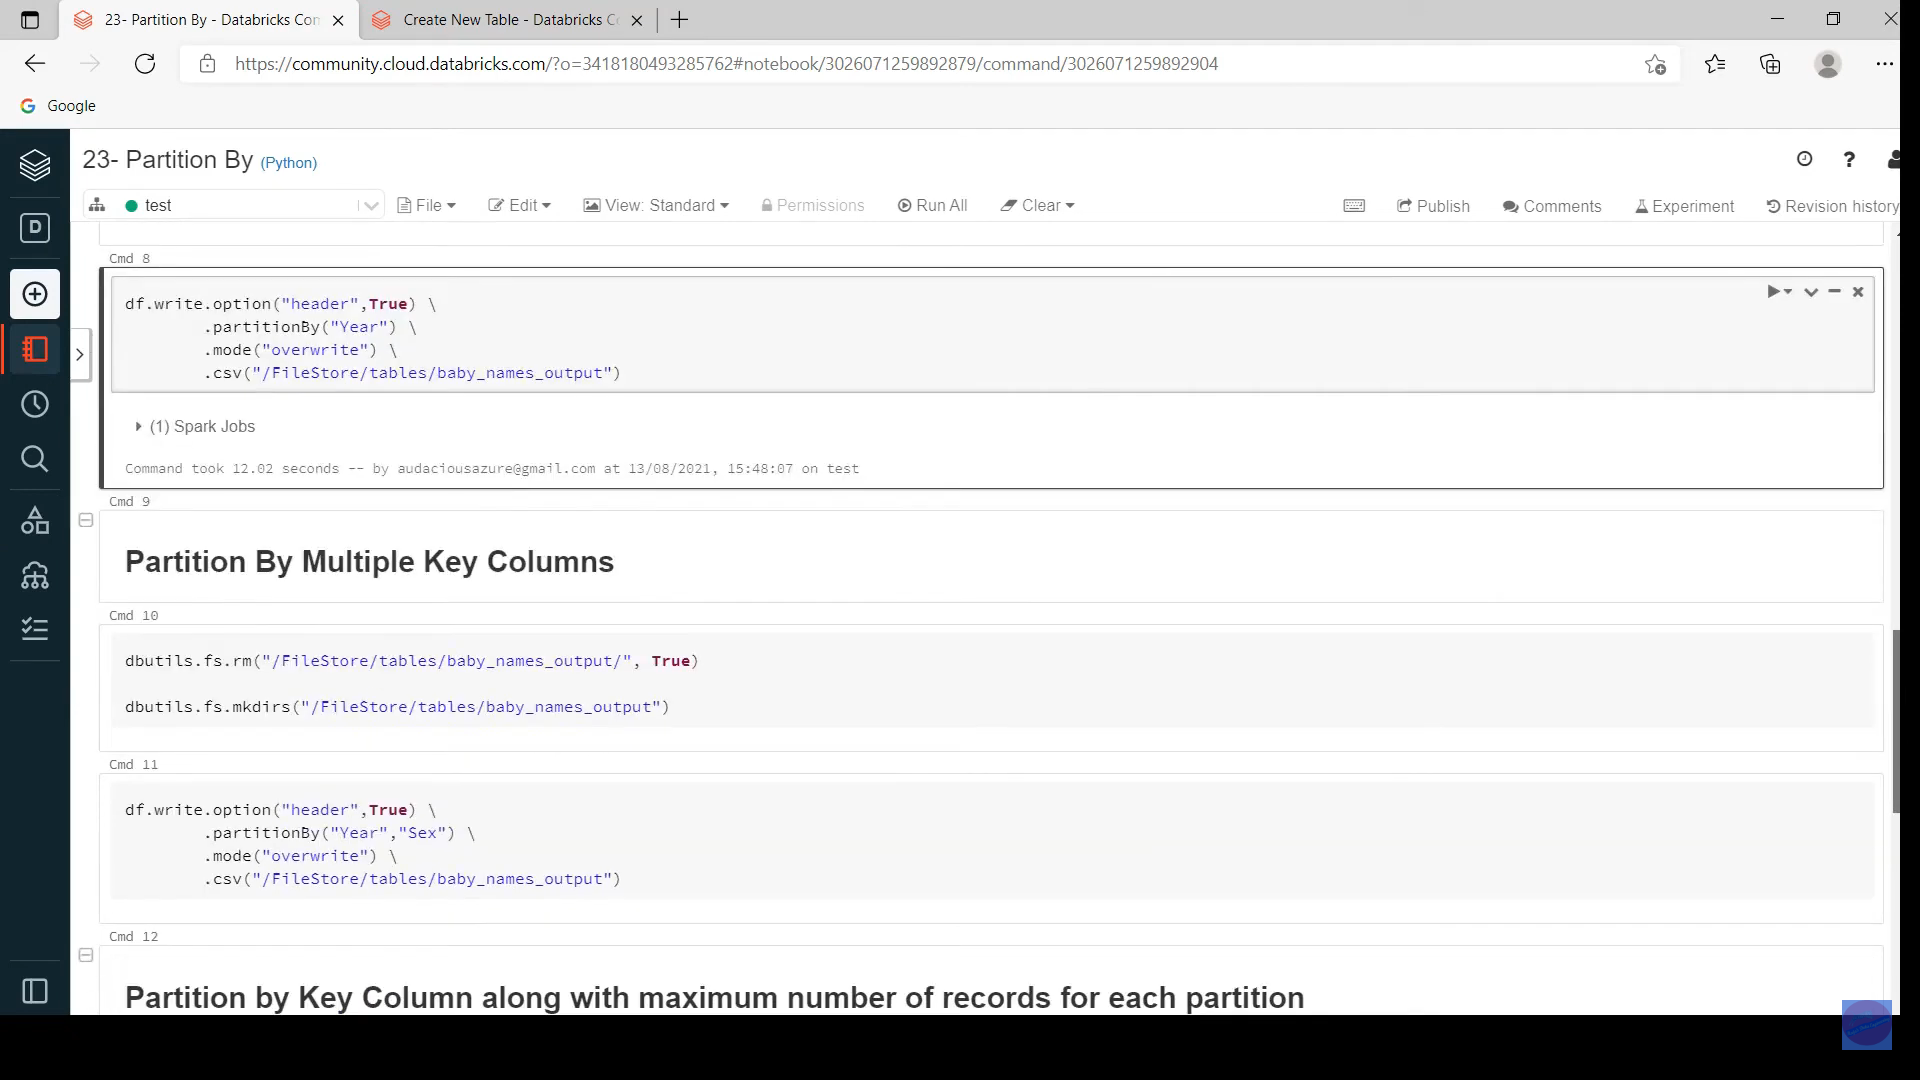 23- Partition By - Databricks Con
Create New Table - Databricks C
https://community.cloud.databricks.com/?o=3418180493285762#notebook/3026071259892879/command/3026071259892904
Google
23- Partition By (Python)
test File Edit View: Standard Permissions Run All Clear Publish Comments Experiment Revision history
D
Cmd 8
df.write.option("header",True) \
.partitionBy("Year") \
.mode("overwrite") \
.csv("/FileStore/tables/baby_names_output")
(1) Spark Jobs
Command took 12.02 seconds -- by audaciousazure@gmail.com at 13/08/2021, 15:48:07 on test
Cmd 9
Partition By Multiple Key Columns
Cmd 10
dbutils.fs.rm("/FileStore/tables/baby_names_output/", True)
dbutils.fs.mkdirs("/FileStore/tables/baby_names_output")
Cmd 11
df.write.option("header",True) \
.partitionBy("Year","Sex") \
.mode("overwrite") \
.csv("/FileStore/tables/baby_names_output")
Cmd 12
Partition by Key Column along with maximum number of records for each partition